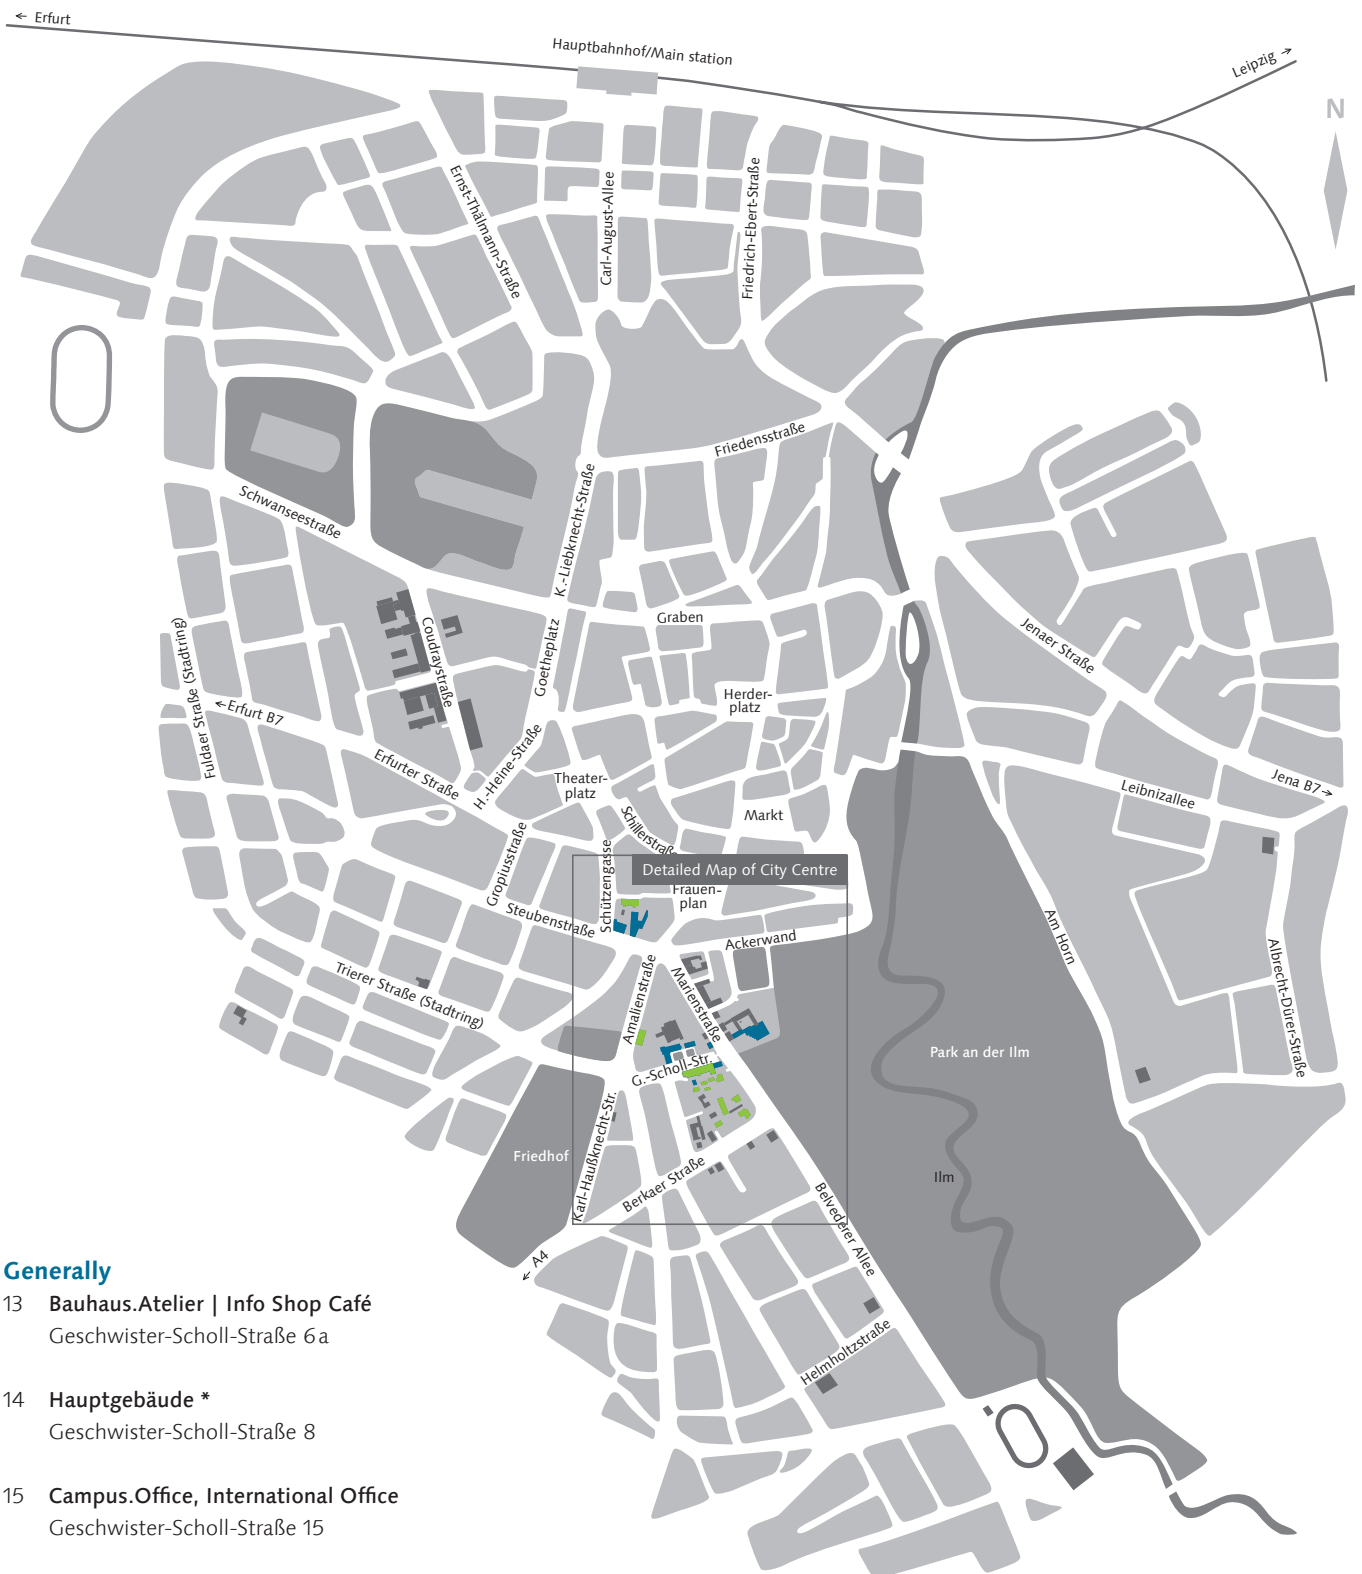 ← Erfurt
Hauptbahnhof/Main station
Leipzig →
N
Ernst-Thälmann-Straße
Carl-August-Allee
Friedrich-Ebert-Straße
Friedensstraße
Schwanseestraße
K.-Liebknecht-Straße
Graben
Coudraystraße
Goetheplatz
Jenaer Straße
Fuldaer Straße (Stadtring)
← Erfurt B7
Herder-
platz
Erfurter Straße
H.-Heine-Straße
Theater-
platz
Leibnizallee
Jena B7 →
Markt
Schillerstraße
Gropiusstraße
Schützengasse
Detailed Map of City Centre
Frauen-
plan
Steubenstraße
Ackerwand
Am Horn
Albrecht-Dürer-Straße
Trierer Straße (Stadtring)
Amalienstraße
Marienstraße
Park an der Ilm
G.-Scholl-Str.
Karl-Haußknecht-Str.
Friedhof
Berkaer Straße
Ilm
Belvederer Allee
← A4
Helmholtzstraße
Generally
13 Bauhaus.Atelier | Info Shop Café
Geschwister-Scholl-Straße 6a
14 Hauptgebäude *
Geschwister-Scholl-Straße 8
15 Campus.Office, International Office
Geschwister-Scholl-Straße 15